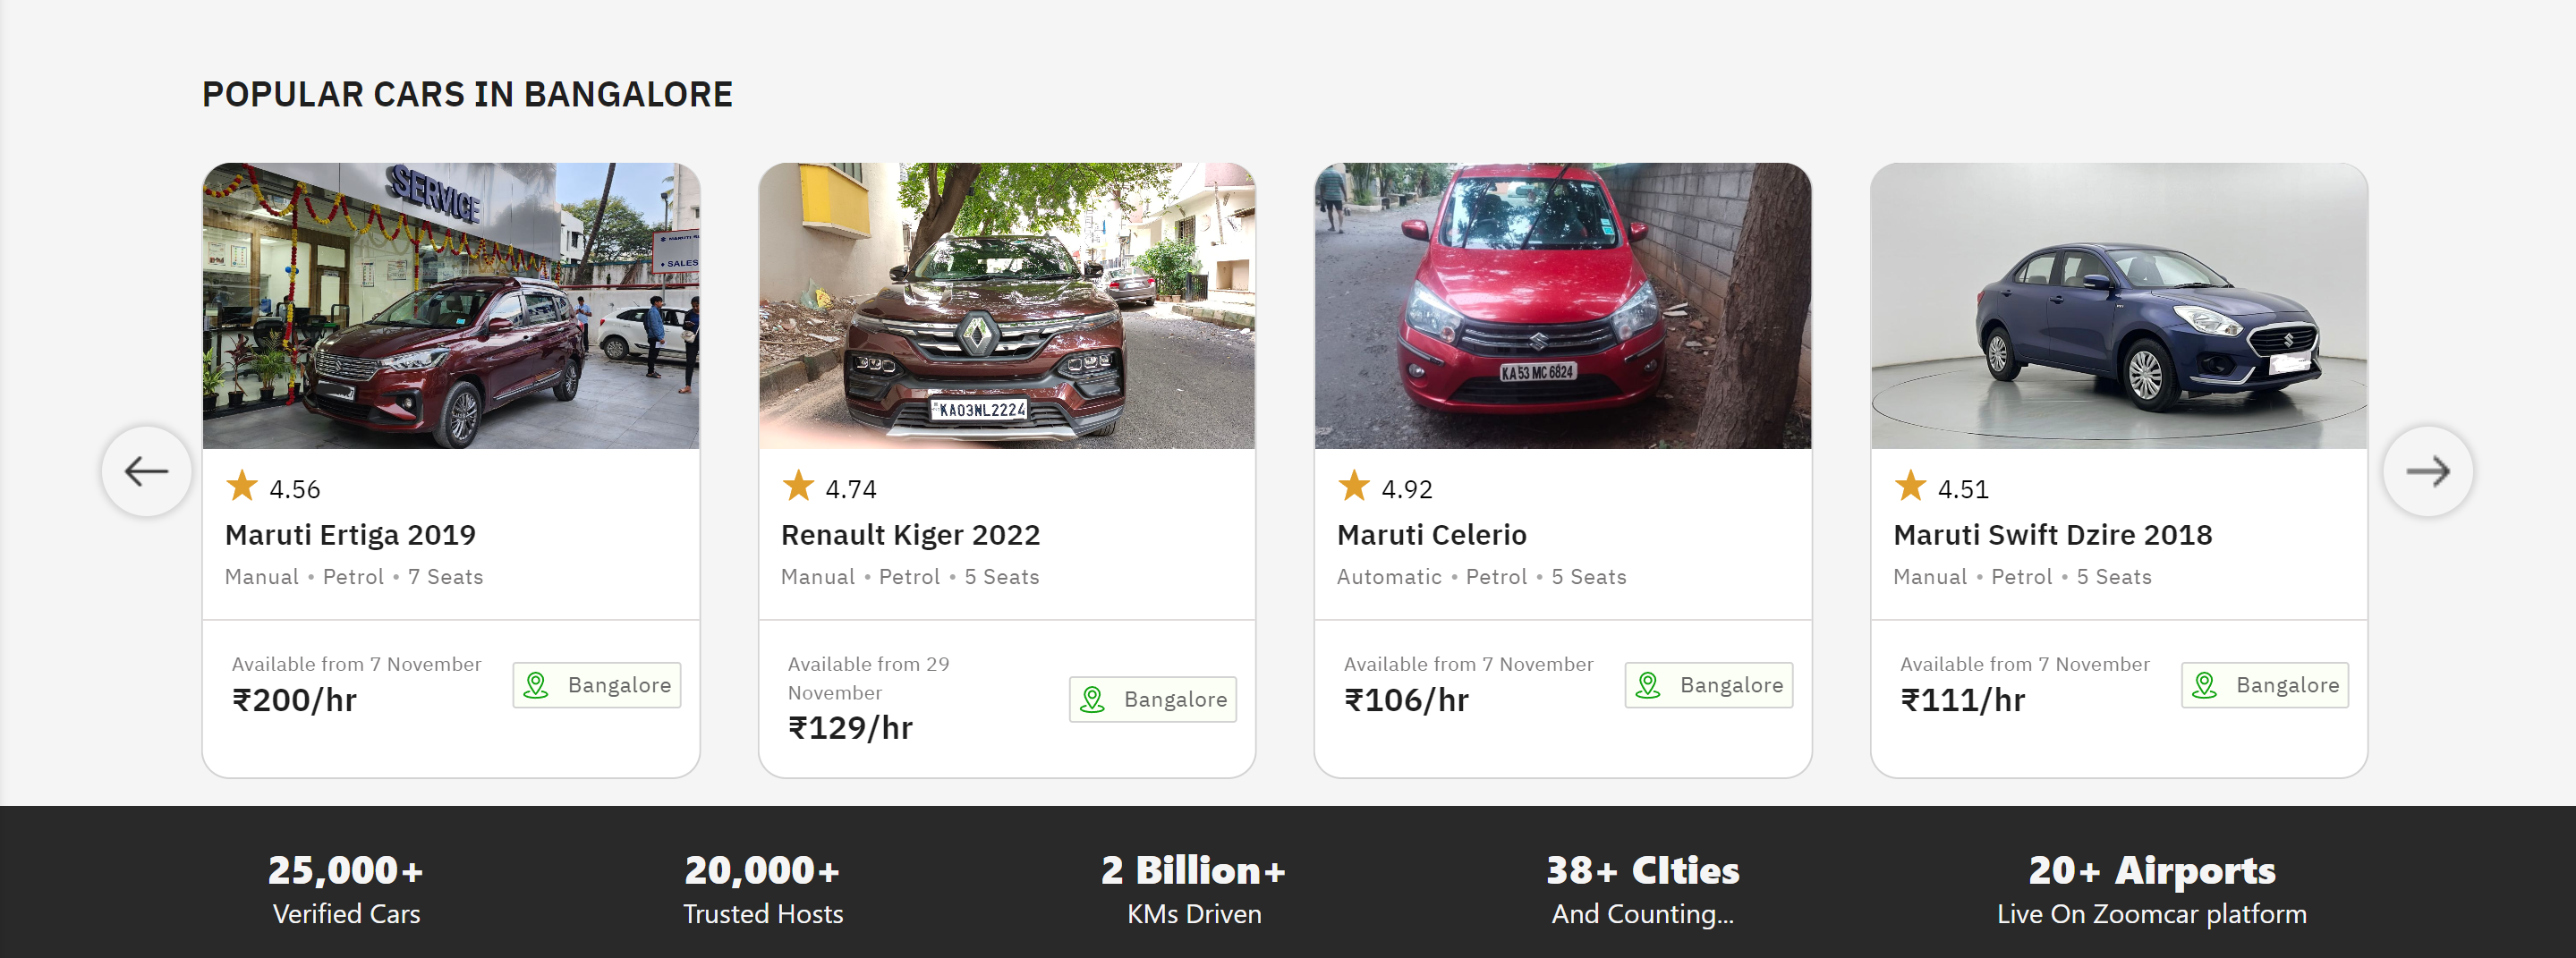 POPULAR CARS IN BANGALORE
SERVICE
SALES
KA03NL2224
KA 53 MC 6824
4.56
Maruti Ertiga 2019
Manual • Petrol • 7 Seats
Available from 7 November
₹200/hr
Bangalore
4.74
Renault Kiger 2022
Manual • Petrol • 5 Seats
Available from 29
November
₹129/hr
Bangalore
4.92
Maruti Celerio
Automatic • Petrol • 5 Seats
Available from 7 November
₹106/hr
Bangalore
4.51
Maruti Swift Dzire 2018
Manual • Petrol • 5 Seats
Available from 7 November
₹111/hr
Bangalore
25,000+
Verified Cars
20,000+
Trusted Hosts
2 Billion+
KMs Driven
38+ CIties
And Counting...
20+ Airports
Live On Zoomcar platform